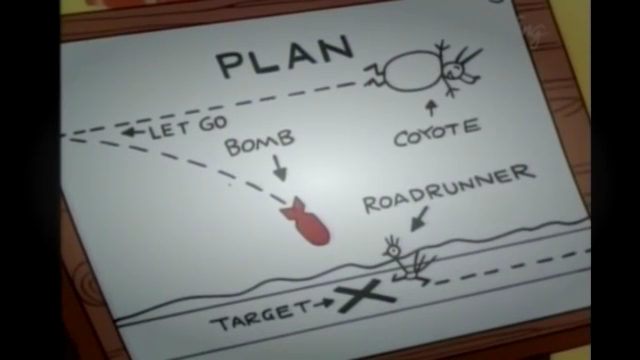 PLAN
LET GO
BOMB
COYOTE
ROADRUNNER
TARGET